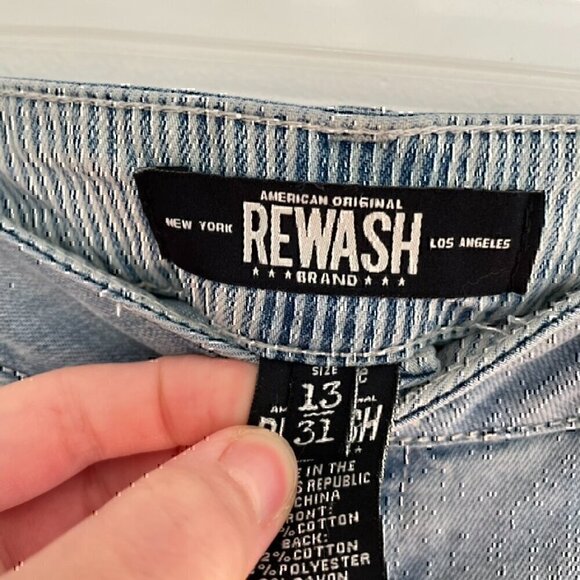 AMERICAN ORIGINAL
NEW YORK REWASH LOS ANGELES
BRAND
SIZE
13
31
IN THE
REPUBLIC
CHINA
COTTON
BACK:
COTTON
POLYESTER